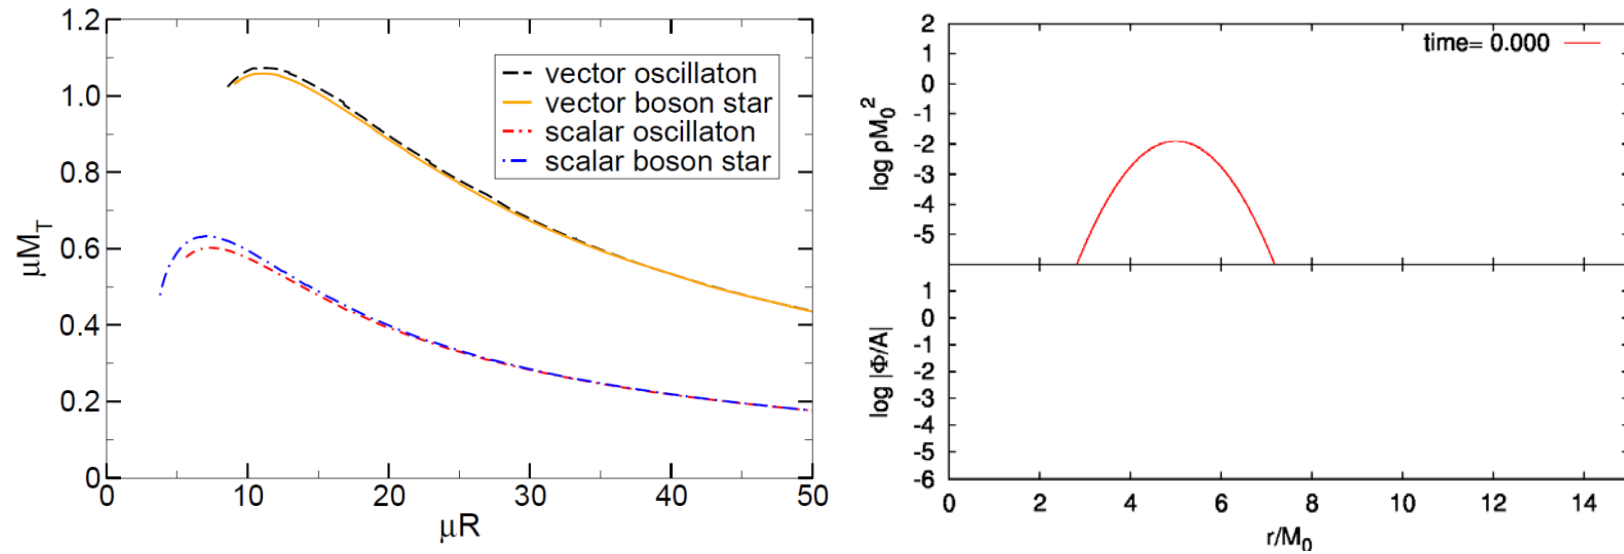 1.2
1.0
0.8
0.6
0.4
0.2
0
μM_T
0 10 20 30 40 50
μR
vector oscillaton
vector boson star
scalar oscillaton
scalar boson star
2
1
0
-1
-2
-3
-4
-5
log ρM₀²
time= 0.000
1
0
-1
-2
-3
-4
-5
-6
log |Φ/A|
0 2 4 6 8 10 12 14
r/M₀